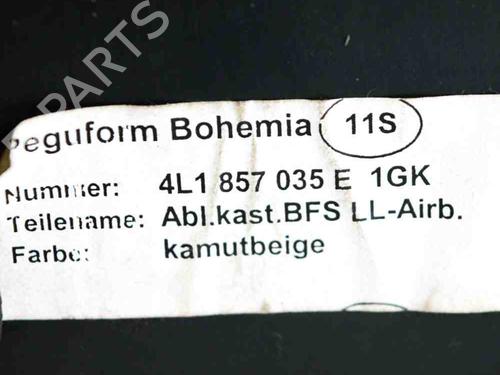 PARTS
Peguform Bohemia 11S
Nummer: 4L1 857 035 E 1GK
Teilename: Abl.kast.BFS LL-Airb.
Farbe: kamutbeige